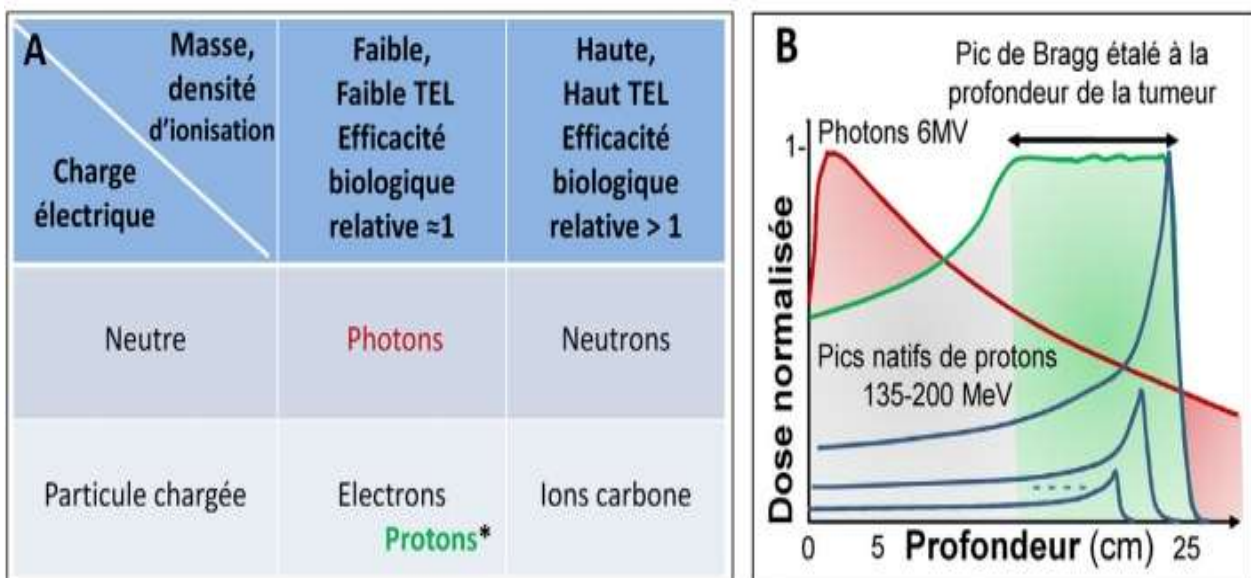 A
Masse,
densité
d'ionisation
Charge
électrique
Faible,
Faible TEL
Efficacité
biologique
relative ≈1
Haute,
Haut TEL
Efficacité
biologique
relative > 1
Neutre
Photons
Neutrons
Particule chargée
Electrons
Protons*
Ions carbone
B
Pic de Bragg étalé à la
profondeur de la tumeur
Photons 6MV
1-
Pics natifs de protons
135-200 MeV
Dose normalisée
0 5 Profondeur (cm) 25